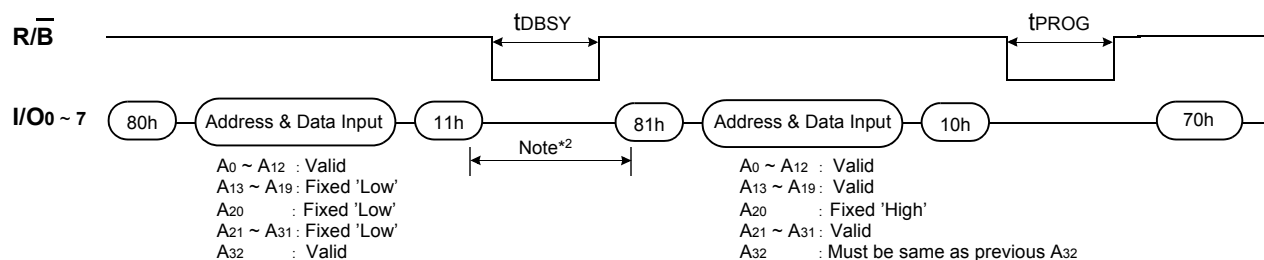 tDBSY tPROG
R/B
I/O0 ~ 7 80h Address & Data Input 11h 81h Address & Data Input 10h 70h
Note*2
A0 ~ A12 : Valid A0 ~ A12 : Valid
A13 ~ A19 : Fixed 'Low' A13 ~ A19 : Valid
A20 : Fixed 'Low' A20 : Fixed 'High'
A21 ~ A31 : Fixed 'Low' A21 ~ A31 : Valid
A32 : Valid A32 : Must be same as previous A32